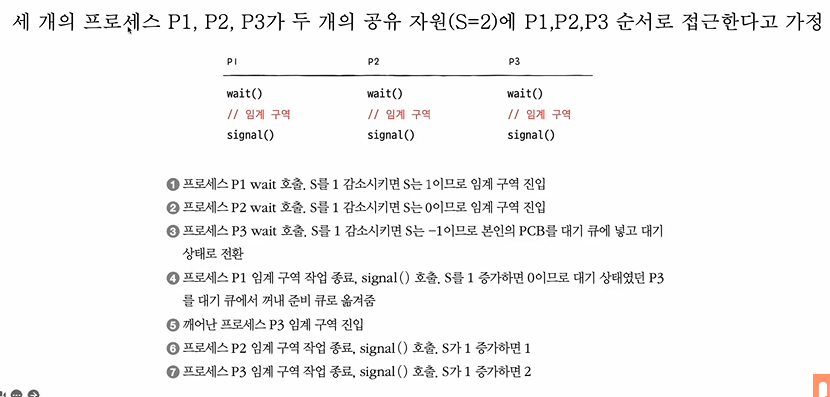 세 개의 프로세스 P1, P2, P3가 두 개의 공유 자원(S=2)에 P1,P2,P3 순서로 접근한다고 가정
P1 P2 P3
wait() wait() wait()
// 임계 구역 // 임계 구역 // 임계 구역
signal() signal() signal()
1 프로세스 P1 wait 호출. S를 1 감소시키면 S는 1이므로 임계 구역 진입
2 프로세스 P2 wait 호출. S를 1 감소시키면 S는 0이므로 임계 구역 진입
3 프로세스 P3 wait 호출. S를 1 감소시키면 S는 -1이므로 본인의 PCB를 대기 큐에 넣고 대기
상태로 전환
4 프로세스 P1 임계 구역 작업 종료, signal() 호출. S를 1 증가하면 0이므로 대기 상태였던 P3
를 대기 큐에서 꺼내 준비 큐로 옮겨줌
5 깨어난 프로세스 P3 임계 구역 진입
6 프로세스 P2 임계 구역 작업 종료, signal() 호출. S가 1 증가하면 1
7 프로세스 P3 임계 구역 작업 종료, signal() 호출. S가 1 증가하면 2